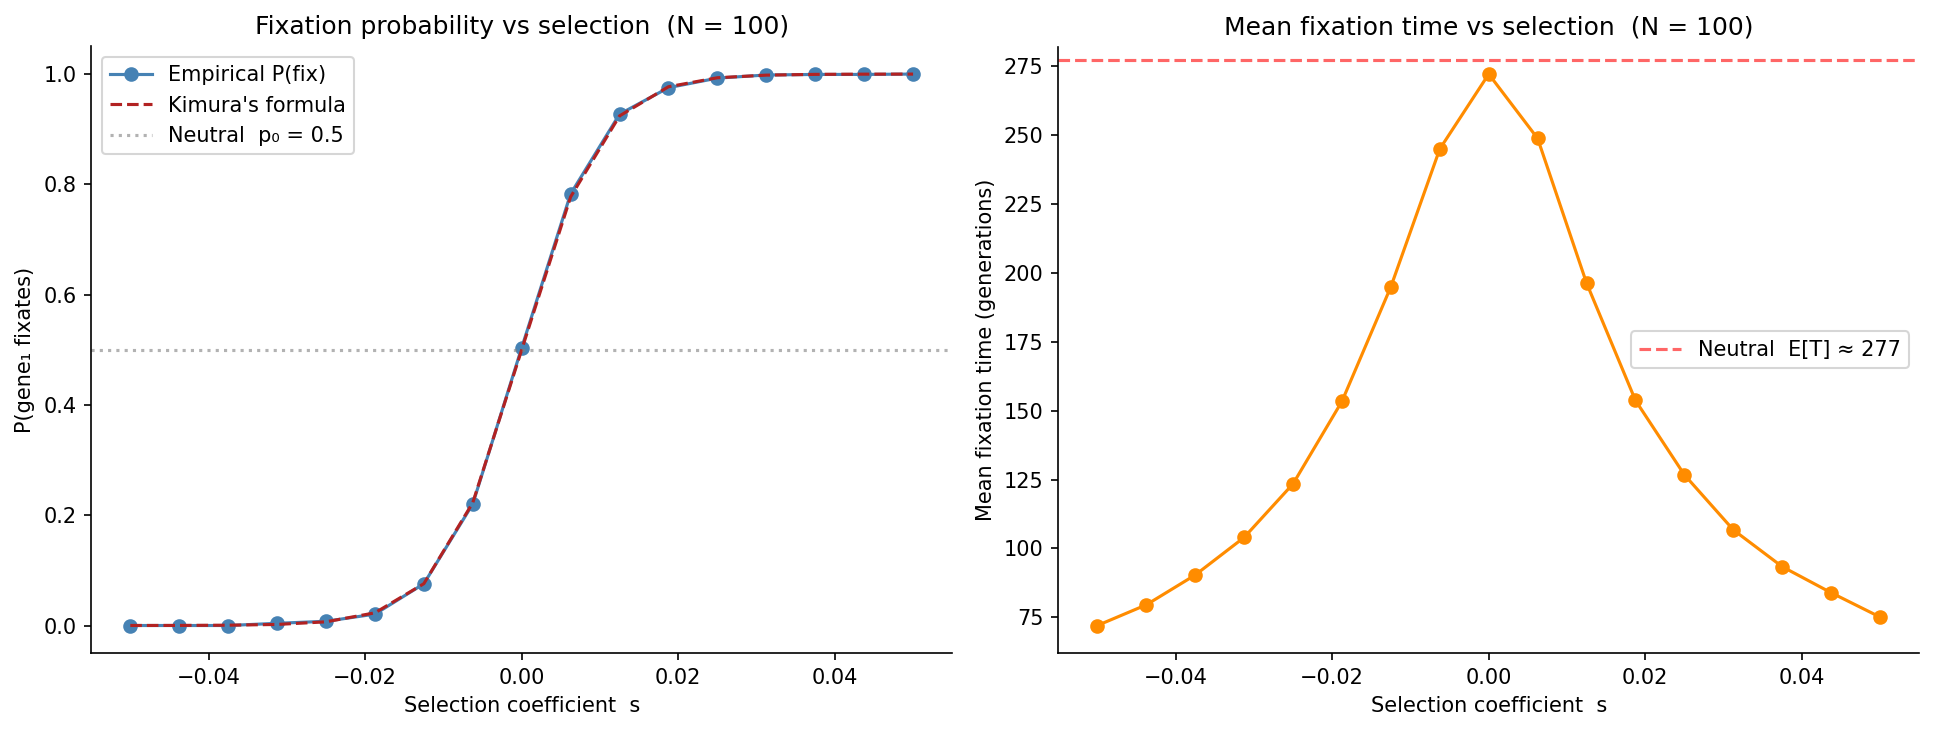 Fixation probability vs selection  (N = 100)
Empirical P(fix)
Kimura's formula
Neutral  p₀ = 0.5
P(gene₁ fixates)
1.0
0.8
0.6
0.4
0.2
0.0
−0.04
−0.02
0.00
0.02
0.04
Selection coefficient  s
Mean fixation time vs selection  (N = 100)
Neutral  E[T] ≈ 277
Mean fixation time (generations)
275
250
225
200
175
150
125
100
75
−0.04
−0.02
0.00
0.02
0.04
Selection coefficient  s